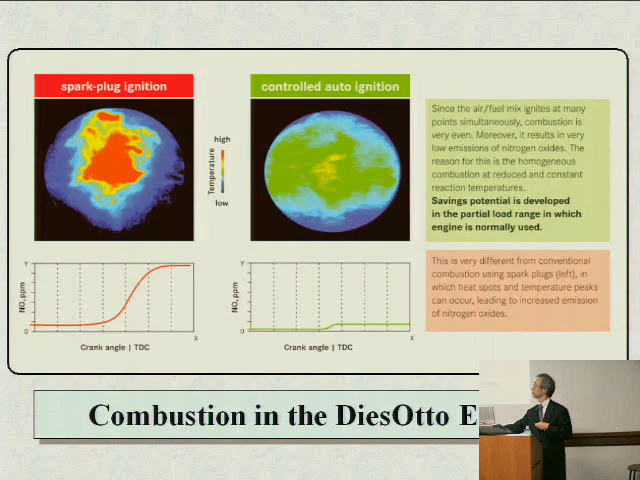 spark-plug ignition
controlled auto ignition
high
Temperature
low
Since the air/fuel mix ignites at many
points simultaneously, combustion is
very even. Moreover, it results in very
low emissions of nitrogen oxides. The
reason for this is the homogeneous
combustion at reduced and constant
reaction temperatures.
Savings potential is developed
in the partial load range in which
engine is normally used.
This is very different from conventional
combustion using spark plugs (left), in
which heat spots and temperature peaks
can occur, leading to increased emission
of nitrogen oxides.
Y
NOx ppm
0
X
Crank angle | TDC
Y
NOx ppm
0
X
Crank angle | TDC
Combustion in the DiesOtto E